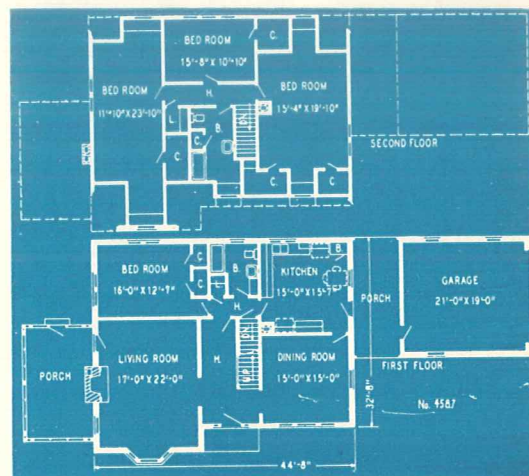 BED ROOM
15'-8" X 10'-10"
C.
BED ROOM
11'-10" X 23'-10"
H.
BED ROOM
15'-4" X 19'-10"
L.
C.
B.
DN
C.
C.
C.
SECOND FLOOR
BED ROOM
16'-0" X 12'-7"
C.
C.
L.
B.
H.
KITCHEN
15'-0" X 15'-7"
B.
PORCH
GARAGE
21'-0" X 19'-0"
PORCH
LIVING ROOM
17'-0" X 22'-0"
H.
DN
UP
DINING ROOM
15'-0" X 15'-0"
FIRST FLOOR
No. 4587
32'-8"
44'-8"